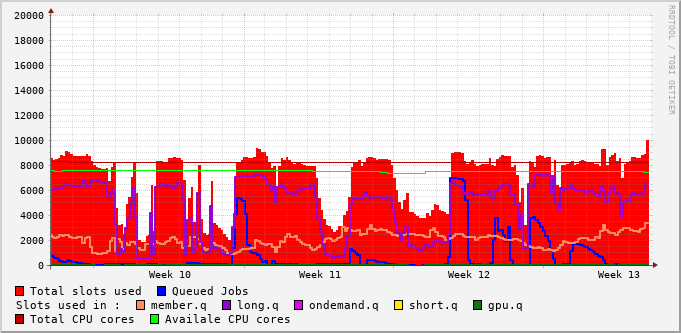 20000
18000
16000
14000
12000
10000
8000
6000
4000
2000
0
Week 10 Week 11 Week 12 Week 13
RRDTOOL / TOBI OETIKER
Total slots used Queued Jobs
Slots used in : member.q long.q ondemand.q short.q gpu.q
Total CPU cores Availale CPU cores